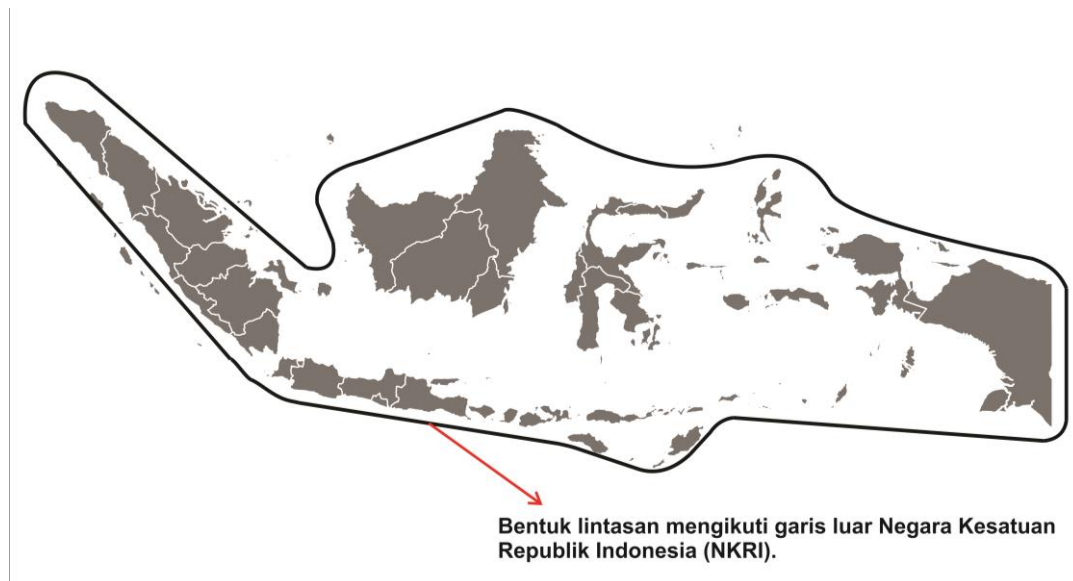 Bentuk lintasan mengikuti garis luar Negara Kesatuan
Republik Indonesia (NKRI).